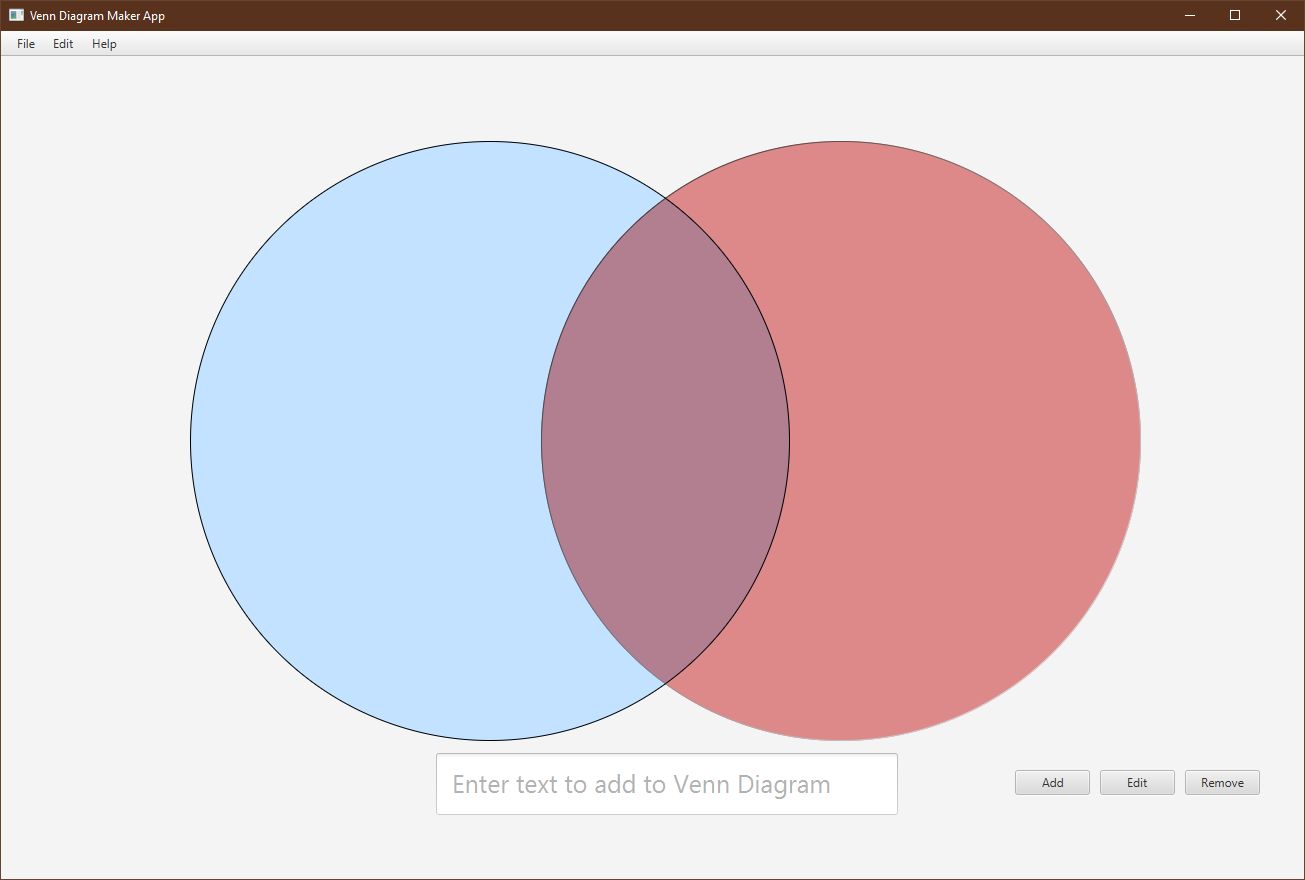 Venn Diagram Maker App
File Edit Help
Enter text to add to Venn Diagram
Add Edit Remove